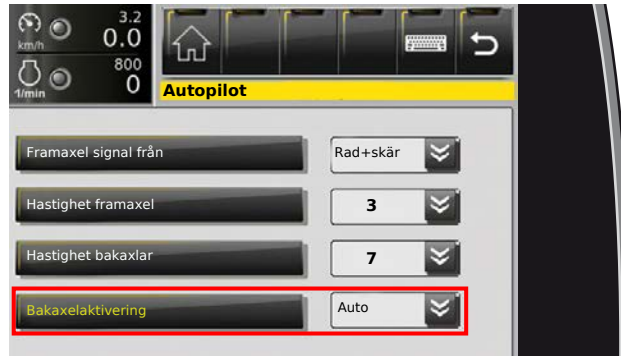 3.2
km/h 0.0
800
1/min 0
Autopilot
Framaxel signal från Rad+skär
Hastighet framaxel 3
Hastighet bakaxlar 7
Bakaxelaktivering Auto